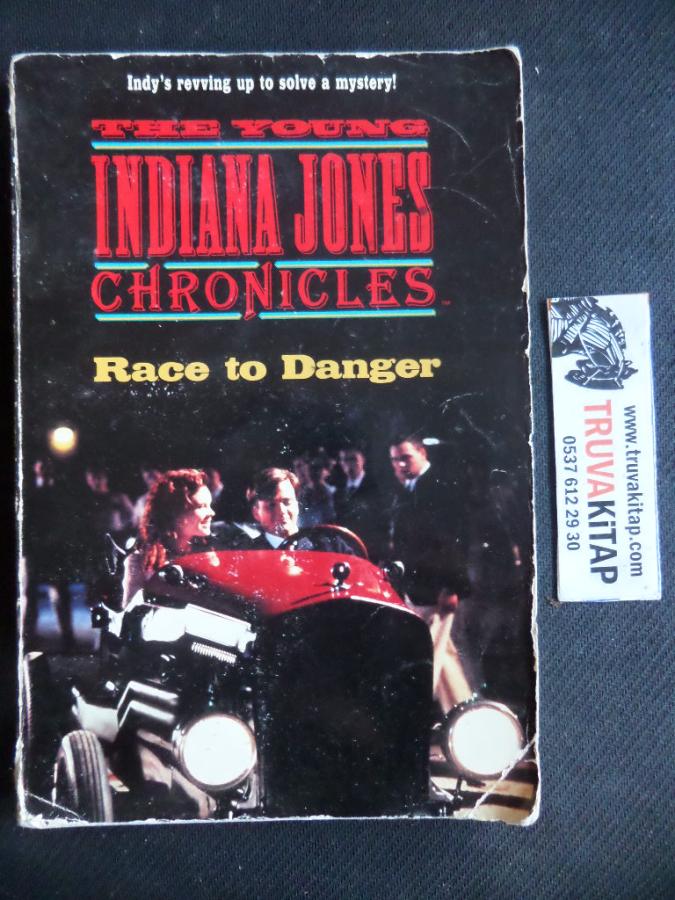 Indy's revving up to solve a mystery!
THE YOUNG
INDIANA JONES
CHRONICLES™
Race to Danger
www.truvakitap.com
TRUVAKiTAP
0537 612 29 30